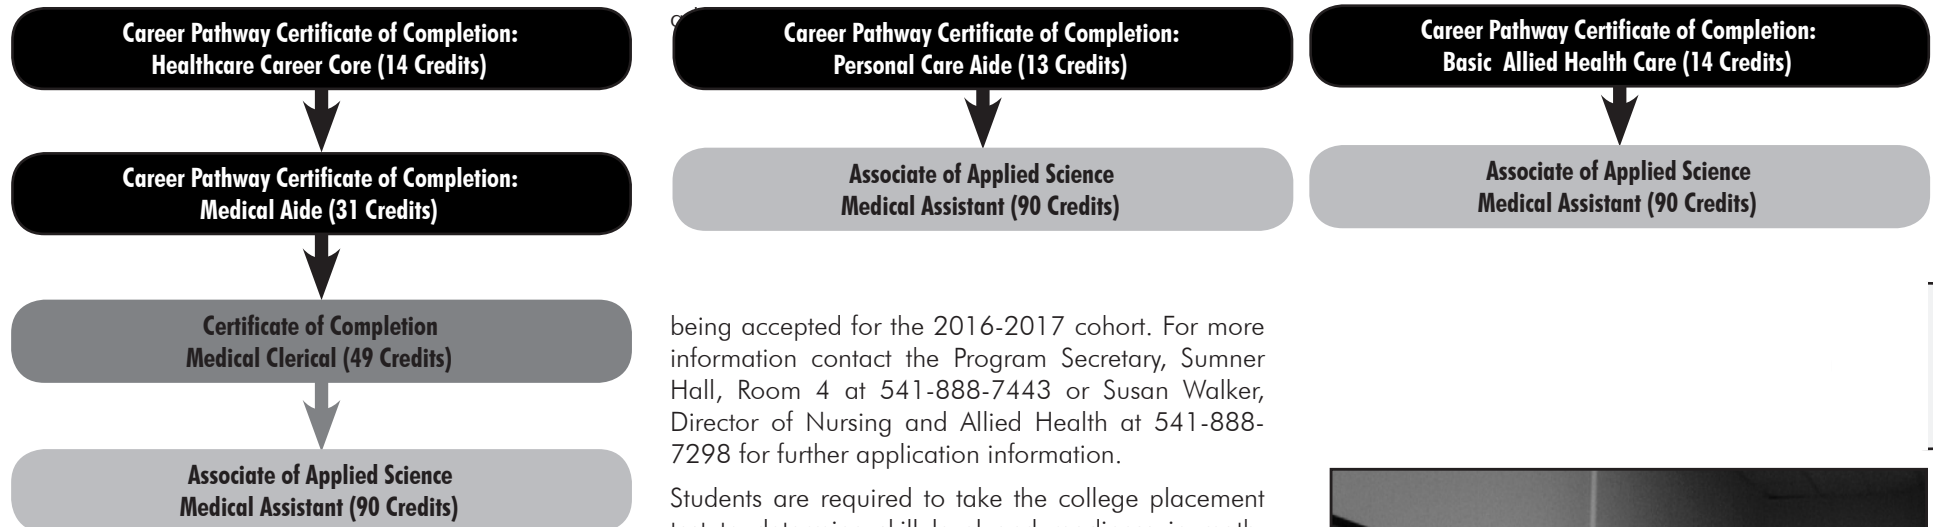 Career Pathway Certificate of Completion:
Healthcare Career Core (14 Credits)
Career Pathway Certificate of Completion:
Medical Aide (31 Credits)
Certificate of Completion
Medical Clerical (49 Credits)
Associate of Applied Science
Medical Assistant (90 Credits)
Career Pathway Certificate of Completion:
Personal Care Aide (13 Credits)
Associate of Applied Science
Medical Assistant (90 Credits)
being accepted for the 2016-2017 cohort. For more
information contact the Program Secretary, Sumner
Hall, Room 4 at 541-888-7443 or Susan Walker,
Director of Nursing and Allied Health at 541-888-
7298 for further application information.
Students are required to take the college placement
Career Pathway Certificate of Completion:
Basic Allied Health Care (14 Credits)
Associate of Applied Science
Medical Assistant (90 Credits)